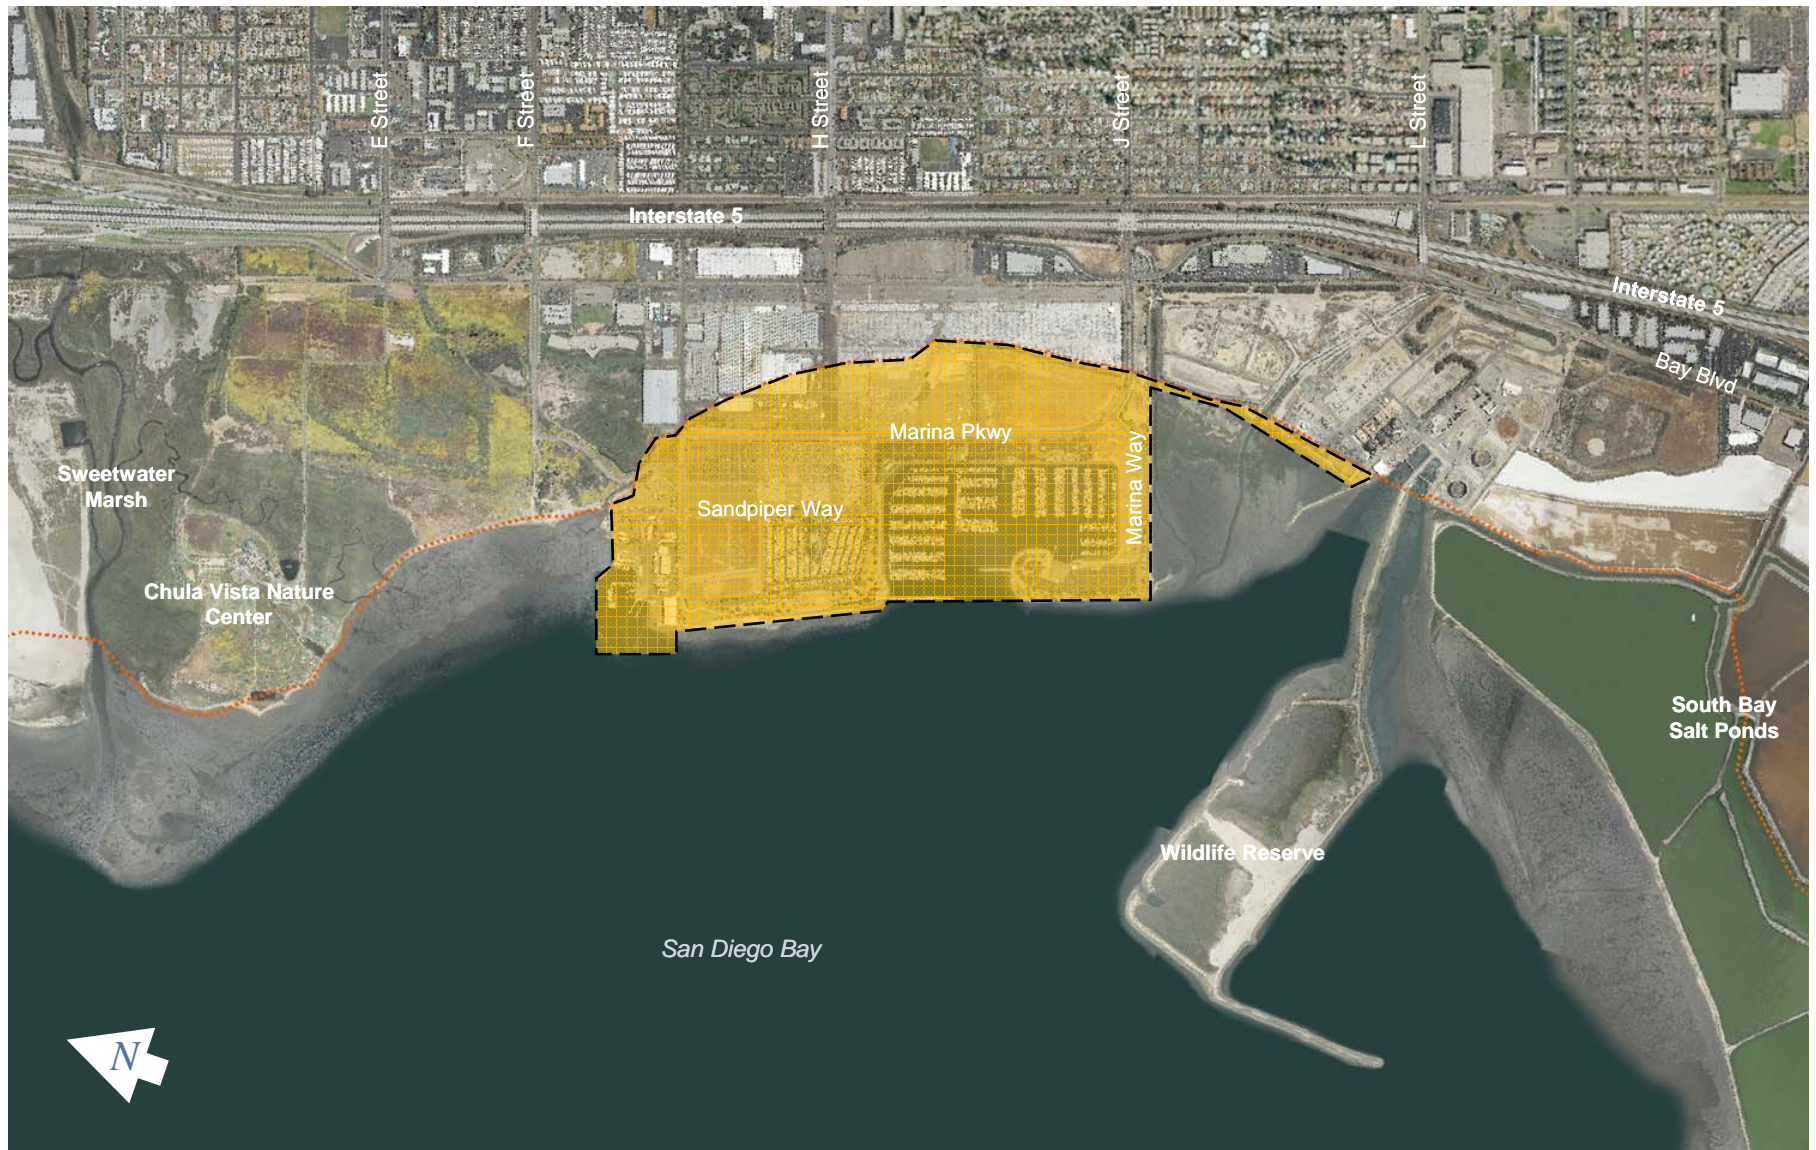 E Street
F Street
H Street
J Street
L Street
Interstate 5
Interstate 5
Bay Blvd
Marina Pkwy
Marina Way
Sandpiper Way
Sweetwater
Marsh
Chula Vista Nature
Center
South Bay
Salt Ponds
Wildlife Reserve
San Diego Bay
N